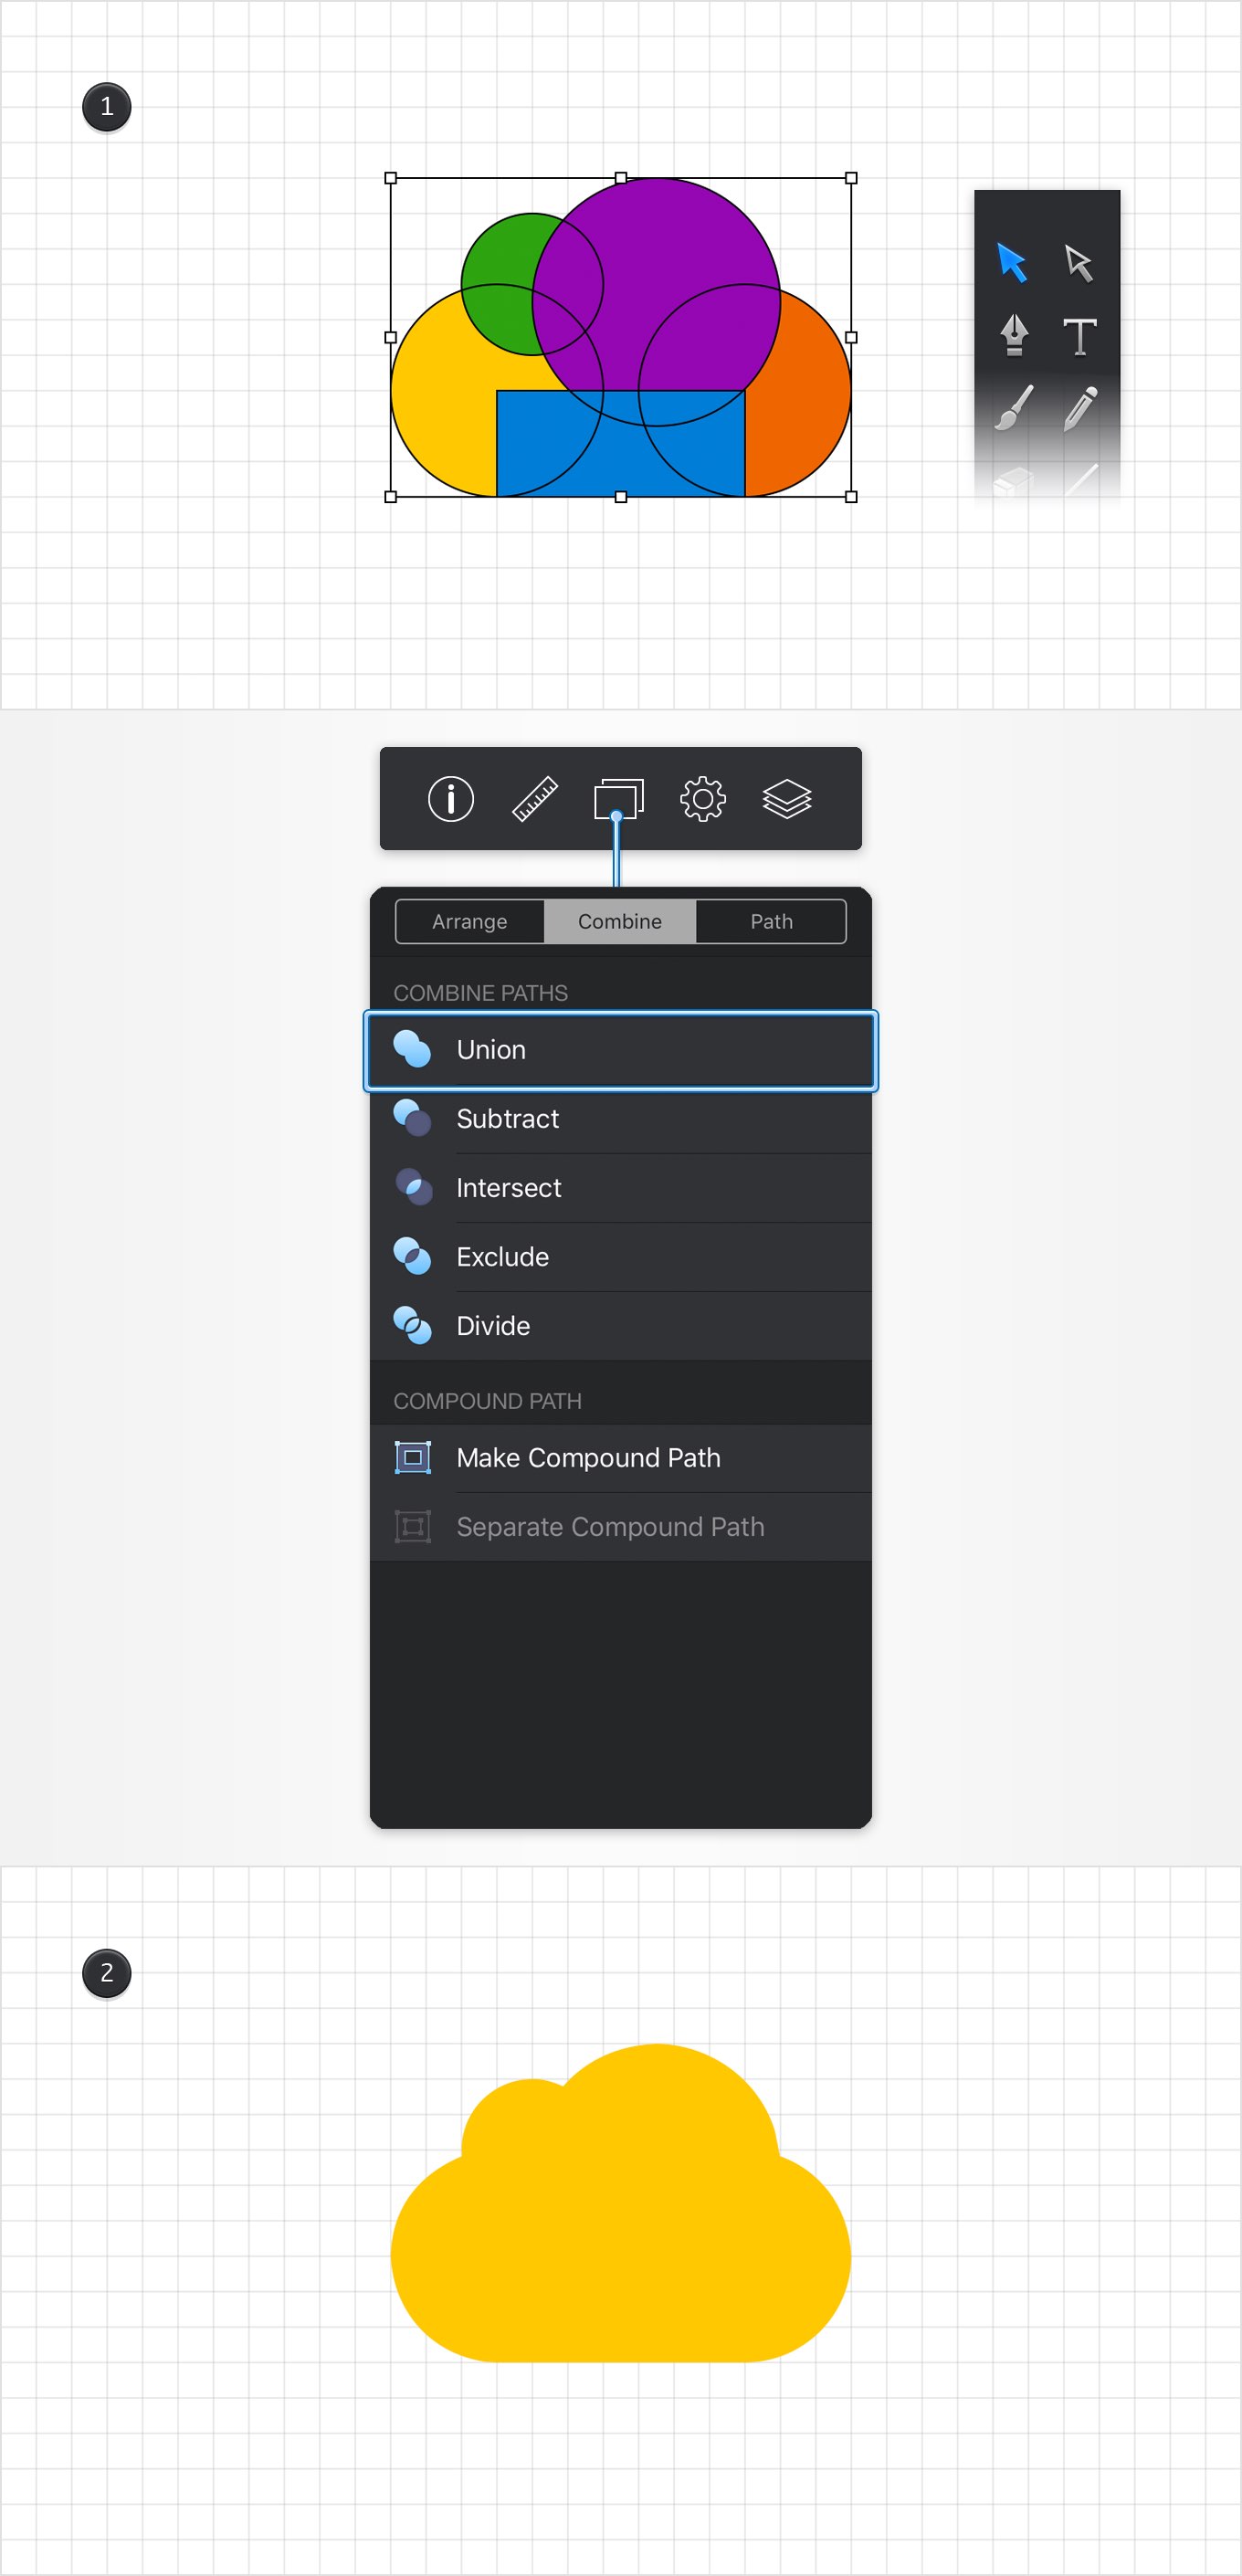 1
T
Arrange Combine Path
COMBINE PATHS
Union
Subtract
Intersect
Exclude
Divide
COMPOUND PATH
Make Compound Path
Separate Compound Path
2